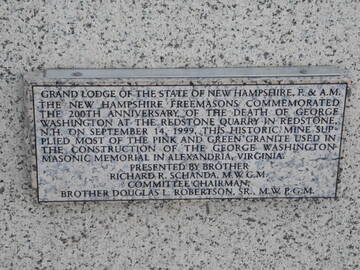 GRAND LODGE OF THE STATE OF NEW HAMPSHIRE, F. & A.M.
THE NEW HAMPSHIRE FREEMASONS COMMEMORATED
THE 200TH ANNIVERSARY OF THE DEATH OF GEORGE
WASHINGTON AT THE REDSTONE QUARRY IN REDSTONE,
N.H. ON SEPTEMBER 14, 1999. THIS HISTORIC MINE SUP-
PLIED MOST OF THE PINK AND GREEN GRANITE USED IN
THE CONSTRUCTION OF THE GEORGE WASHINGTON
MASONIC MEMORIAL IN ALEXANDRIA, VIRGINIA.
PRESENTED BY BROTHER
RICHARD R. SCHANDA, M.W.G.M.
COMMITTEE CHAIRMAN,
BROTHER DOUGLAS L. ROBERTSON, SR., M.W.P.G.M.